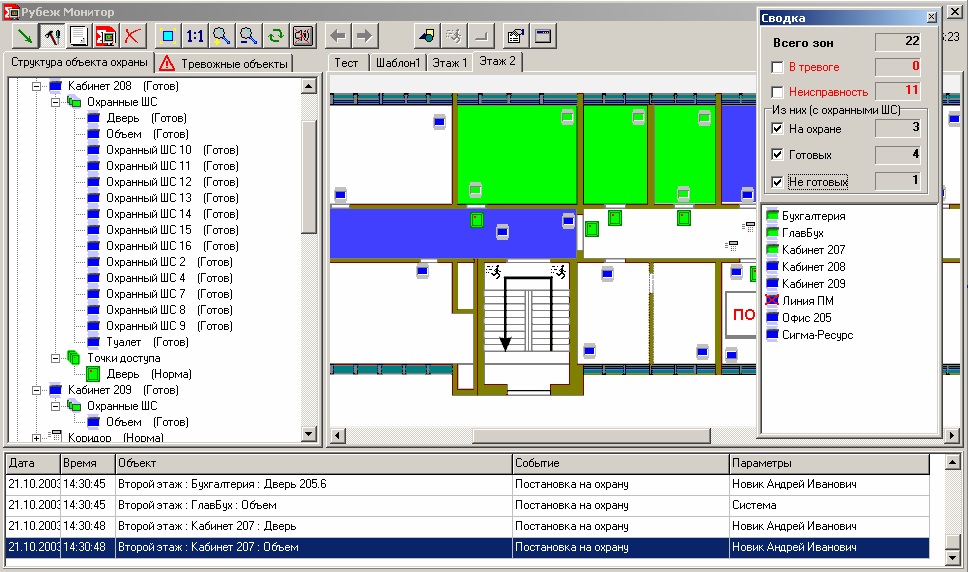 Рубеж Монитор
1:1
Структура объекта охраны
Тревожные объекты
Тест
Шаблон1
Этаж 1
Этаж 2
Кабинет 208 (Готов)
Охранные ШС
Дверь (Готов)
Объем (Готов)
Охранный ШС 10 (Готов)
Охранный ШС 11 (Готов)
Охранный ШС 12 (Готов)
Охранный ШС 13 (Готов)
Охранный ШС 14 (Готов)
Охранный ШС 15 (Готов)
Охранный ШС 16 (Готов)
Охранный ШС 2 (Готов)
Охранный ШС 4 (Готов)
Охранный ШС 7 (Готов)
Охранный ШС 8 (Готов)
Охранный ШС 9 (Готов)
Туалет (Готов)
Точки доступа
Дверь (Норма)
Кабинет 209 (Готов)
Охранные ШС
Объем (Готов)
Коридор (Норма)
ПО
:23
Сводка
Всего зон 22
В тревоге 0
Неисправность 11
Из них (с охранными ШС)
На охране 3
Готовых 4
Не готовых 1
Бухгалтерия
ГлавБух
Кабинет 207
Кабинет 208
Кабинет 209
Линия ПМ
Офис 205
Сигма-Ресурс
Дата Время Объект Событие Параметры
21.10.2003 14:30:45 Второй этаж : Бухгалтерия : Дверь 205.6 Постановка на охрану Новик Андрей Иванович
21.10.2003 14:30:45 Второй этаж : ГлавБух : Объем Постановка на охрану Система
21.10.2003 14:30:48 Второй этаж : Кабинет 207 : Дверь Постановка на охрану Новик Андрей Иванович
21.10.2003 14:30:48 Второй этаж : Кабинет 207 : Объем Постановка на охрану Новик Андрей Иванович